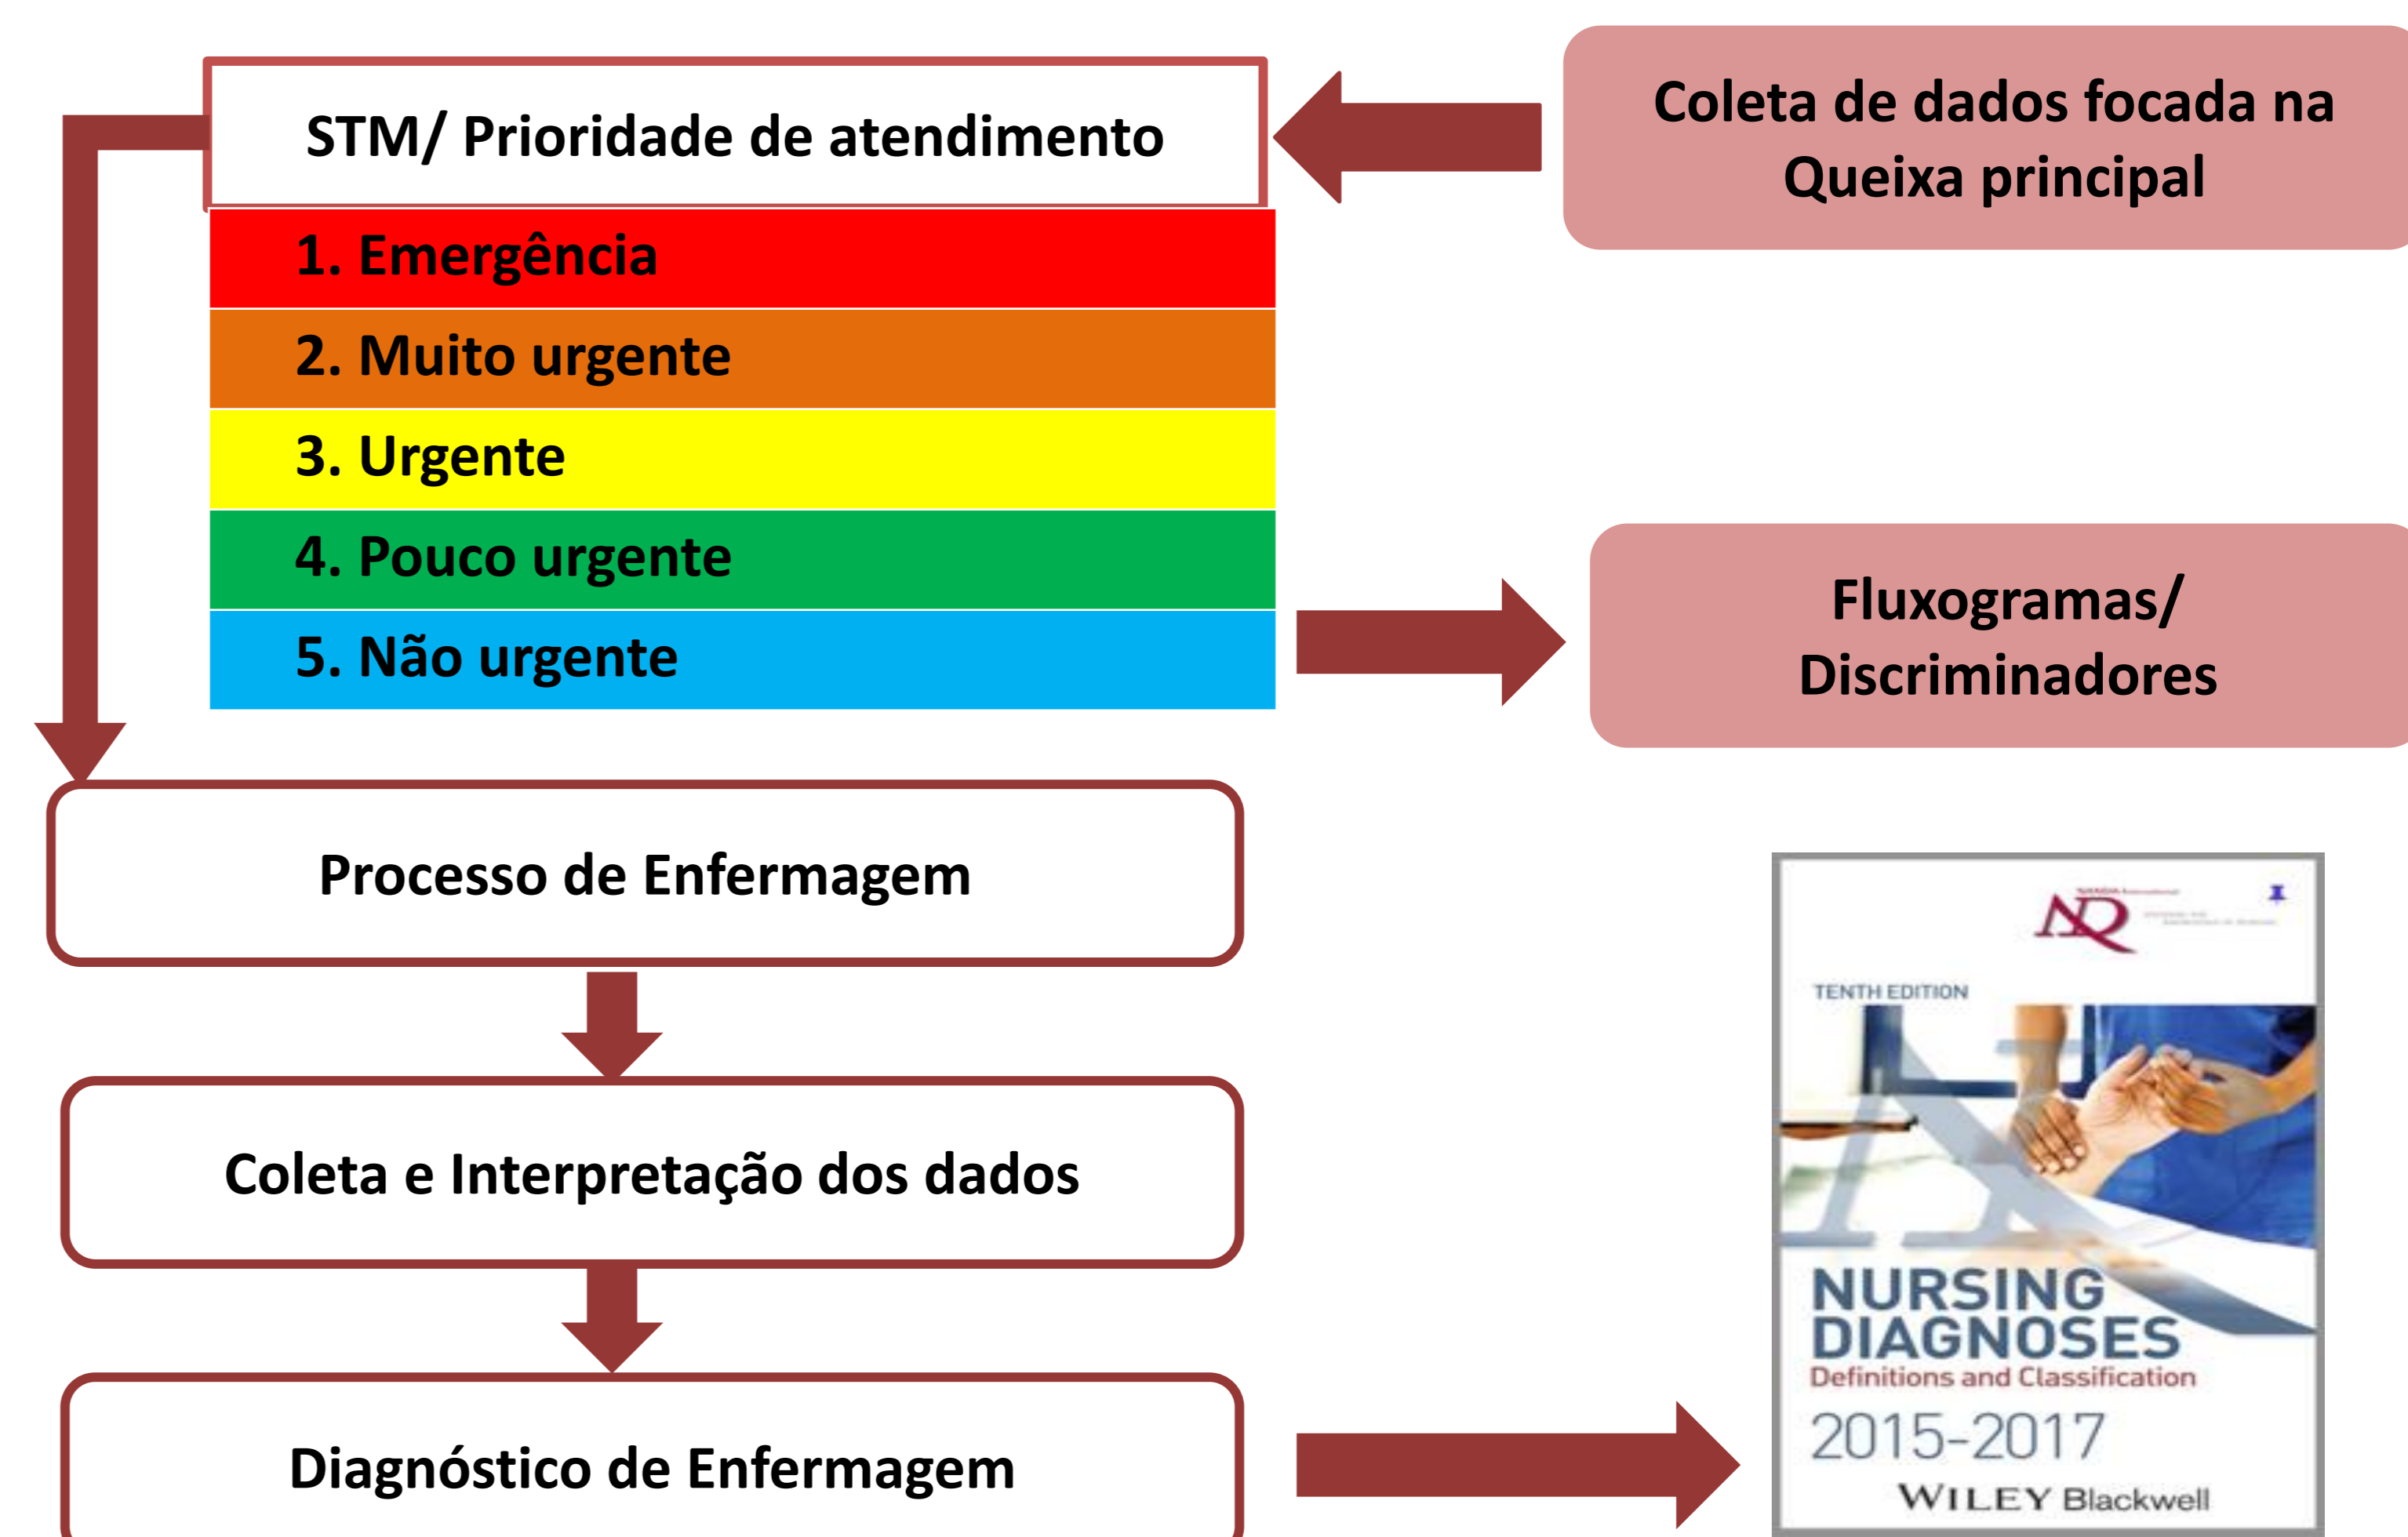 STM/ Prioridade de atendimento
Coleta de dados focada na
Queixa principal
1. Emergência
2. Muito urgente
3. Urgente
4. Pouco urgente
5. Não urgente
Fluxogramas/
Discriminadores
Processo de Enfermagem
Coleta e Interpretação dos dados
Diagnóstico de Enfermagem
TENTH EDITION
NURSING
DIAGNOSES
Definitions and Classification
2015-2017
WILEY Blackwell